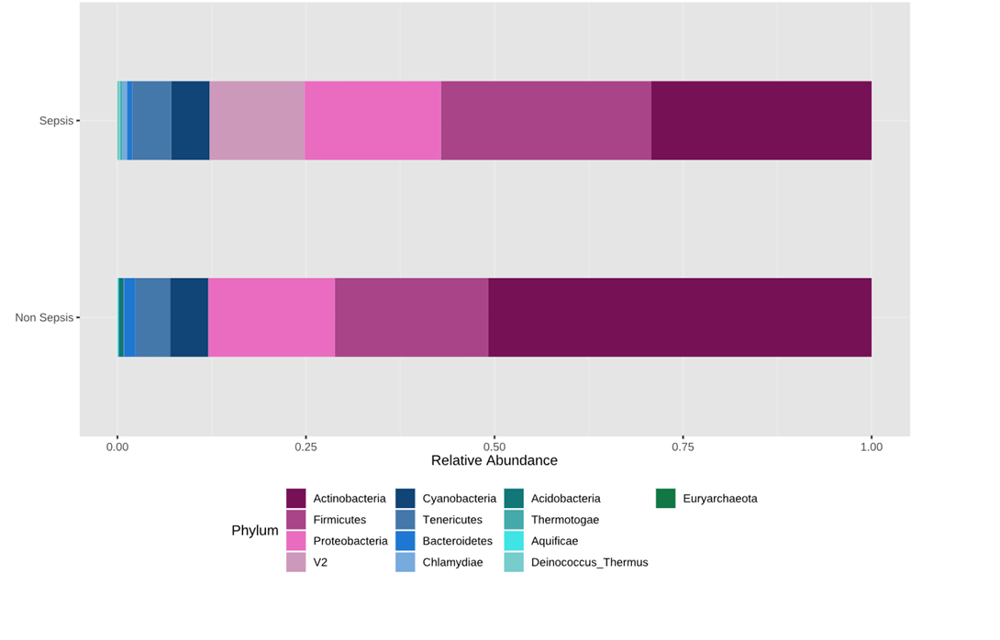 Sepsis
Non Sepsis
0.00 0.25 0.50 0.75 1.00
Relative Abundance
Phylum
Actinobacteria Cyanobacteria Acidobacteria Euryarchaeota
Firmicutes Tenericutes Thermotogae
Proteobacteria Bacteroidetes Aquificae
V2 Chlamydiae Deinococcus_Thermus